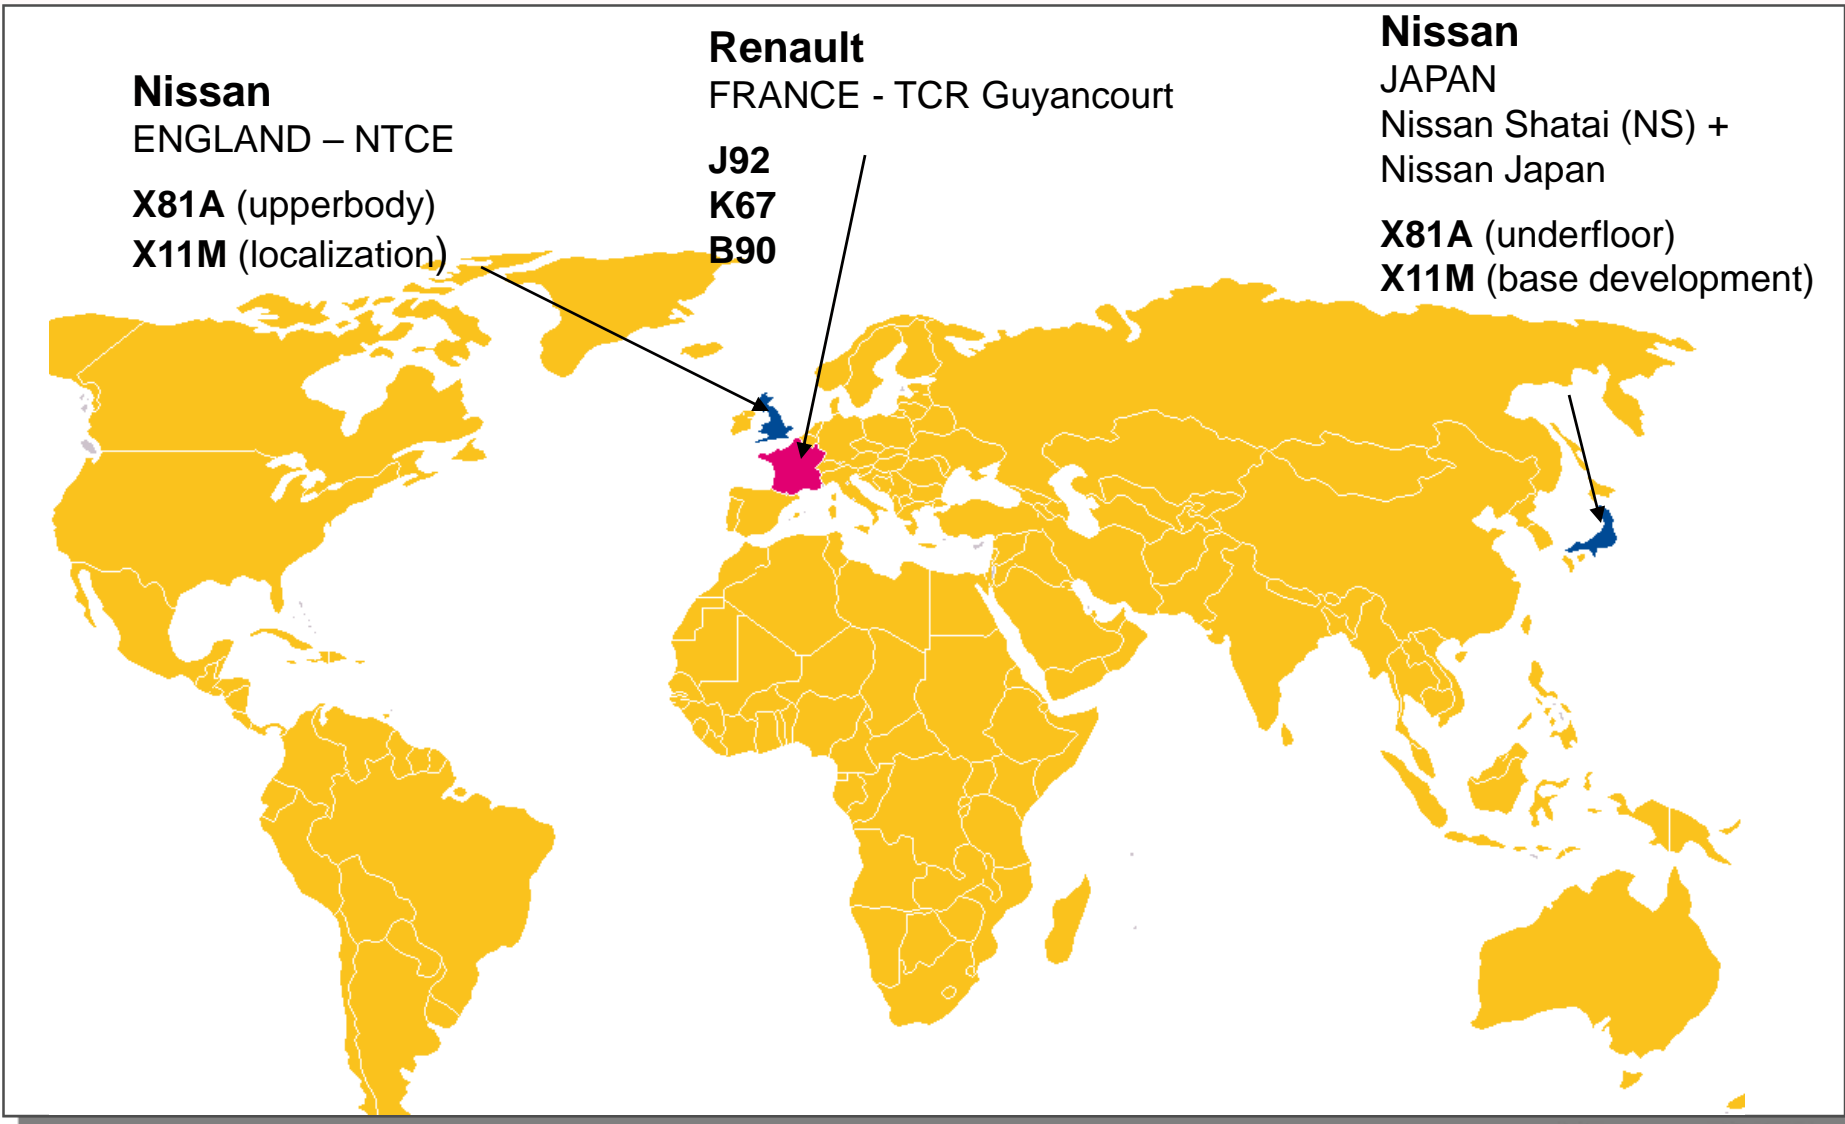 Nissan
ENGLAND – NTCE
X81A (upperbody)
X11M (localization)
Renault
FRANCE - TCR Guyancourt
J92
K67
B90
Nissan
JAPAN
Nissan Shatai (NS) +
Nissan Japan
X81A (underfloor)
X11M (base development)